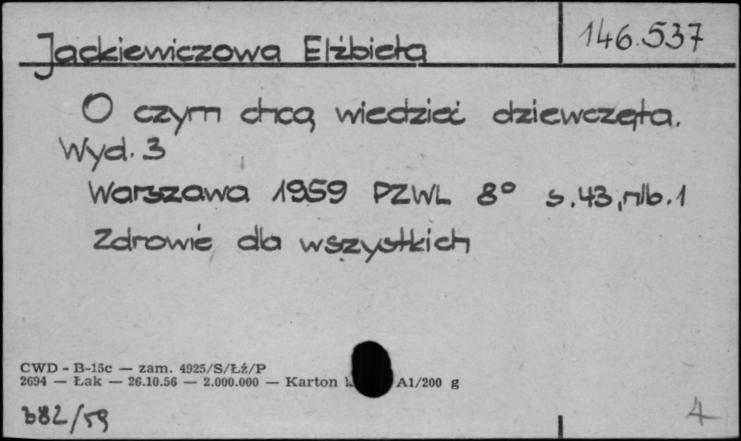 Jackiewiczowa Elżbieta 146.537
O czym chcą wiedzieć dziewczęta.
Wyd. 3
Warszawa 1959 PZWL 8° s.43, nlb.1
Zdrowie dla wszystkich
CWD - B-15c — zam. 4925/S/Łż/P
2694 — Łak — 26.10.56 — 2.000.000 — Karton A1/200 g
b82/59 4